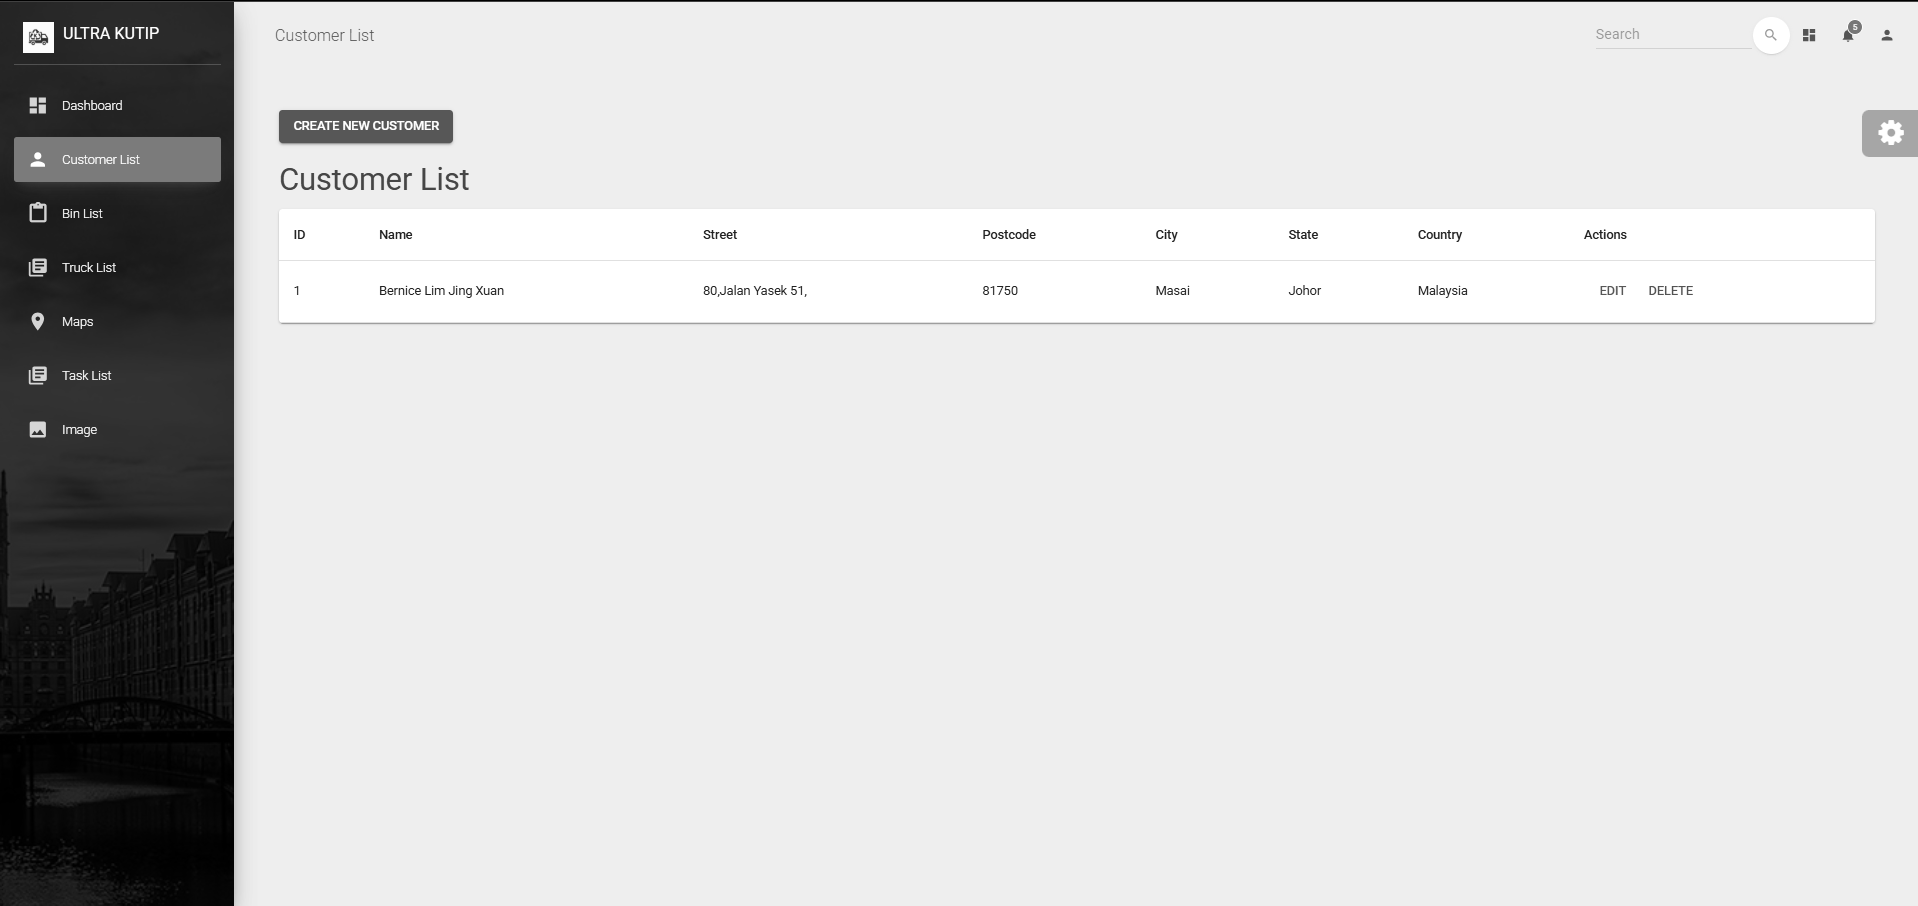 ULTRA KUTIP
Dashboard
Customer List
Bin List
Truck List
Maps
Task List
Image
Customer List
Search
5
CREATE NEW CUSTOMER
Customer List
ID Name Street Postcode City State Country Actions
1 Bernice Lim Jing Xuan 80,Jalan Yasek 51, 81750 Masai Johor Malaysia EDIT DELETE